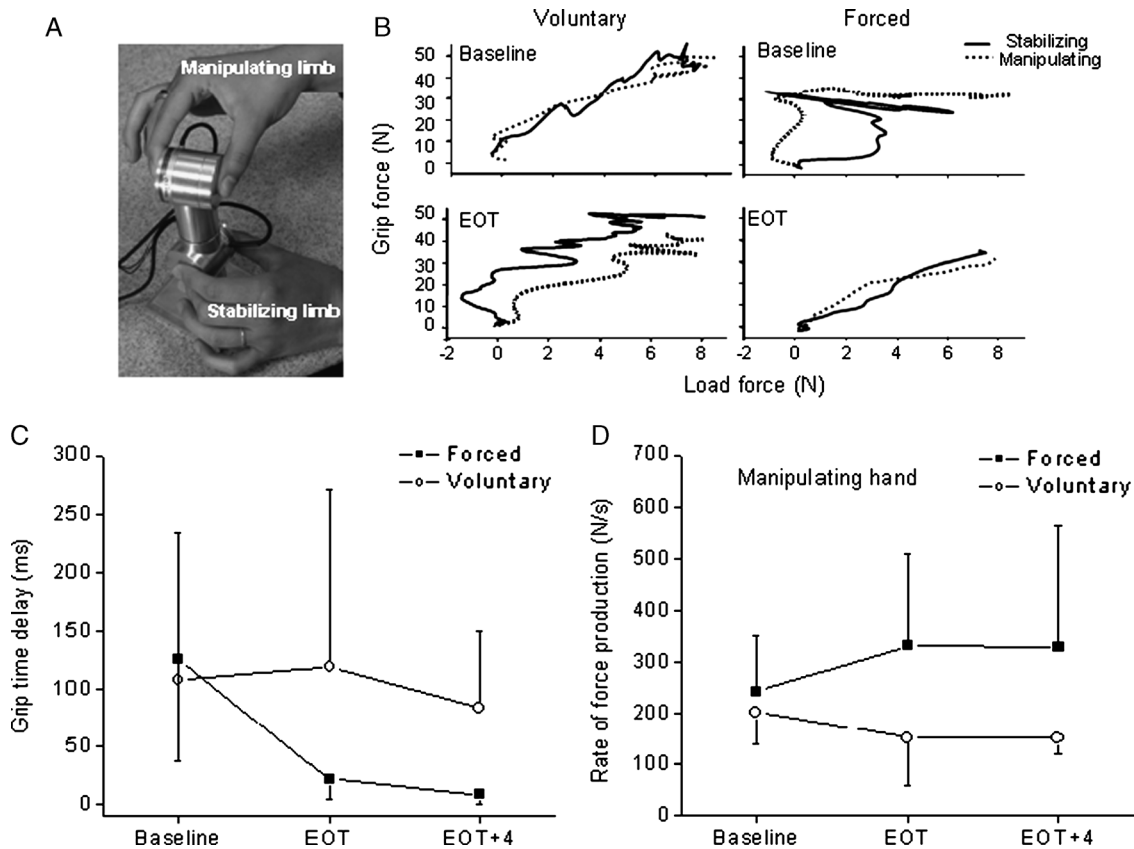 A
Manipulating limb
Stabilizing limb
B
Voluntary
Forced
Baseline
Baseline
Stabilizing
Manipulating
50
40
30
20
10
0
Grip force (N)
EOT
EOT
50
40
30
20
10
0
-2 0 2 4 6 8
-2 0 2 4 6 8
Load force (N)
C
Forced
Voluntary
300
250
200
150
100
50
0
Grip time delay (ms)
Baseline EOT EOT+4
D
Manipulating hand
Forced
Voluntary
700
600
500
400
300
200
100
0
Rate of force production (N/s)
Baseline EOT EOT+4